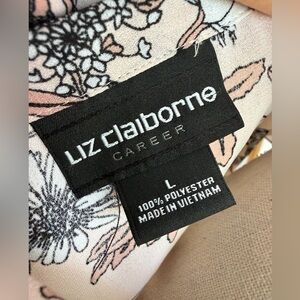 Liz claiborne
CAREER
L
100% POLYESTER
MADE IN VIETNAM